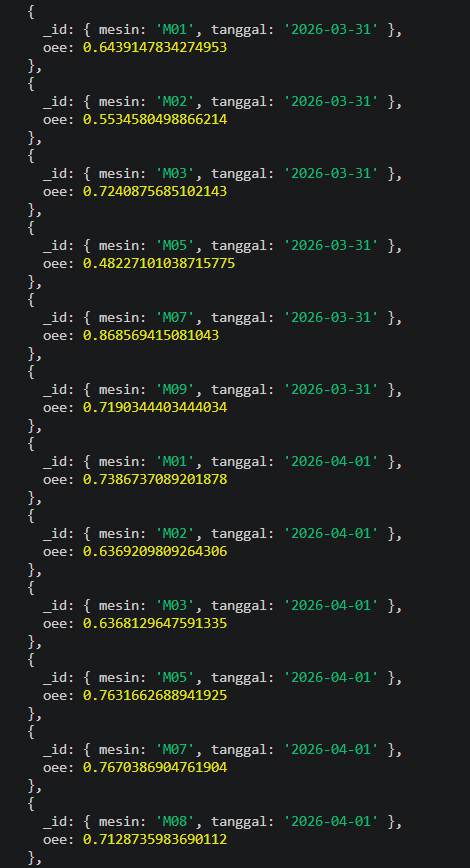 {
_id: { mesin: 'M01', tanggal: '2026-03-31' },
oee: 0.6439147834274953
},
{
_id: { mesin: 'M02', tanggal: '2026-03-31' },
oee: 0.5534580498866214
},
{
_id: { mesin: 'M03', tanggal: '2026-03-31' },
oee: 0.7240875685102143
},
{
_id: { mesin: 'M05', tanggal: '2026-03-31' },
oee: 0.48227101038715775
},
{
_id: { mesin: 'M07', tanggal: '2026-03-31' },
oee: 0.868569415081043
},
{
_id: { mesin: 'M09', tanggal: '2026-03-31' },
oee: 0.7190344403444034
},
{
_id: { mesin: 'M01', tanggal: '2026-04-01' },
oee: 0.7386737089201878
},
{
_id: { mesin: 'M02', tanggal: '2026-04-01' },
oee: 0.6369209809264306
},
{
_id: { mesin: 'M03', tanggal: '2026-04-01' },
oee: 0.6368129647591335
},
{
_id: { mesin: 'M05', tanggal: '2026-04-01' },
oee: 0.7631662688941925
},
{
_id: { mesin: 'M07', tanggal: '2026-04-01' },
oee: 0.7670386904761904
},
{
_id: { mesin: 'M08', tanggal: '2026-04-01' },
oee: 0.7128735983690112
},